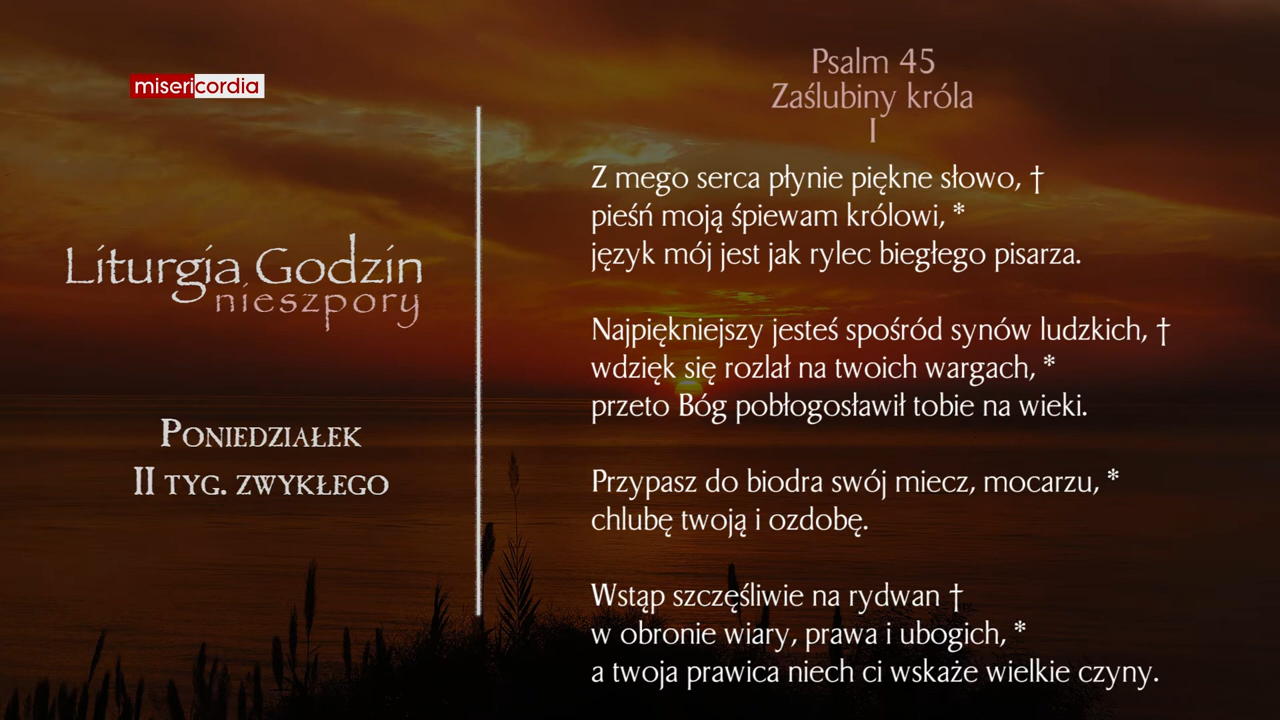 misericordia
Liturgia Godzin
nieszpory
Poniedziałek
II tyg. zwykłego
Psalm 45
Zaślubiny króla
I
Z mego serca płynie piękne słowo, †
pieśń moją śpiewam królowi, *
język mój jest jak rylec biegłego pisarza.
Najpiękniejszy jesteś spośród synów ludzkich, †
wdzięk się rozlał na twoich wargach, *
przeto Bóg pobłogosławił tobie na wieki.
Przypasz do biodra swój miecz, mocarzu, *
chlubę twoją i ozdobę.
Wstąp szczęśliwie na rydwan †
w obronie wiary, prawa i ubogich, *
a twoja prawica niech ci wskaże wielkie czyny.